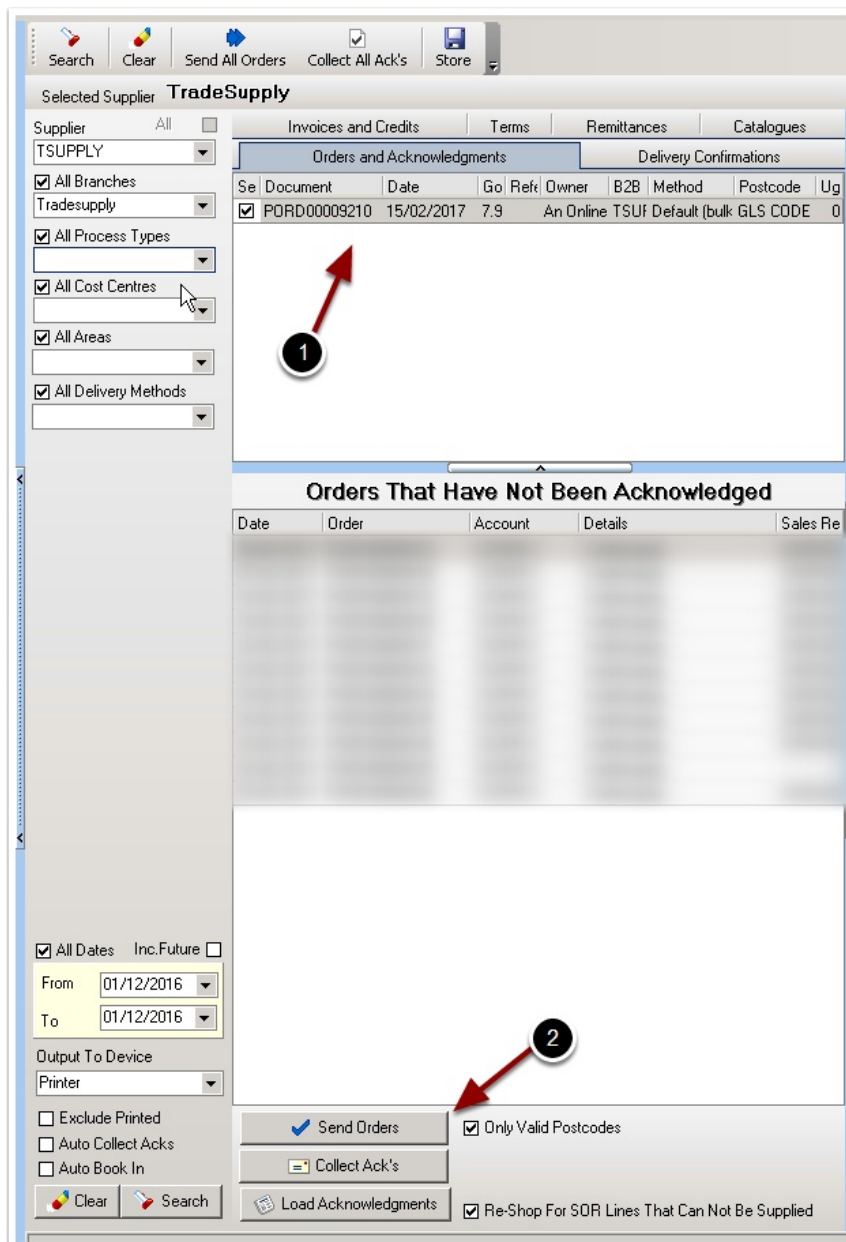 Search Clear Send All Orders Collect All Ack's Store
Selected Supplier TradeSupply
Supplier All
TSUPPLY
All Branches
Tradesupply
All Process Types
All Cost Centres
All Areas
All Delivery Methods
Invoices and Credits Terms Remittances Catalogues
Orders and Acknowledgments Delivery Confirmations
Se Document Date Go Refe Owner B2B Method Postcode Ug
PORD00009210 15/02/2017 7.9 An Online TSUF Default (bulk GLS CODE 0
1
Orders That Have Not Been Acknowledged
Date Order Account Details Sales Re
All Dates Inc.Future
From 01/12/2016
To 01/12/2016
Output To Device
Printer
Exclude Printed
Auto Collect Acks
Auto Book In
Clear Search
2
Send Orders Only Valid Postcodes
Collect Ack's
Load Acknowledgments Re-Shop For SOR Lines That Can Not Be Supplied